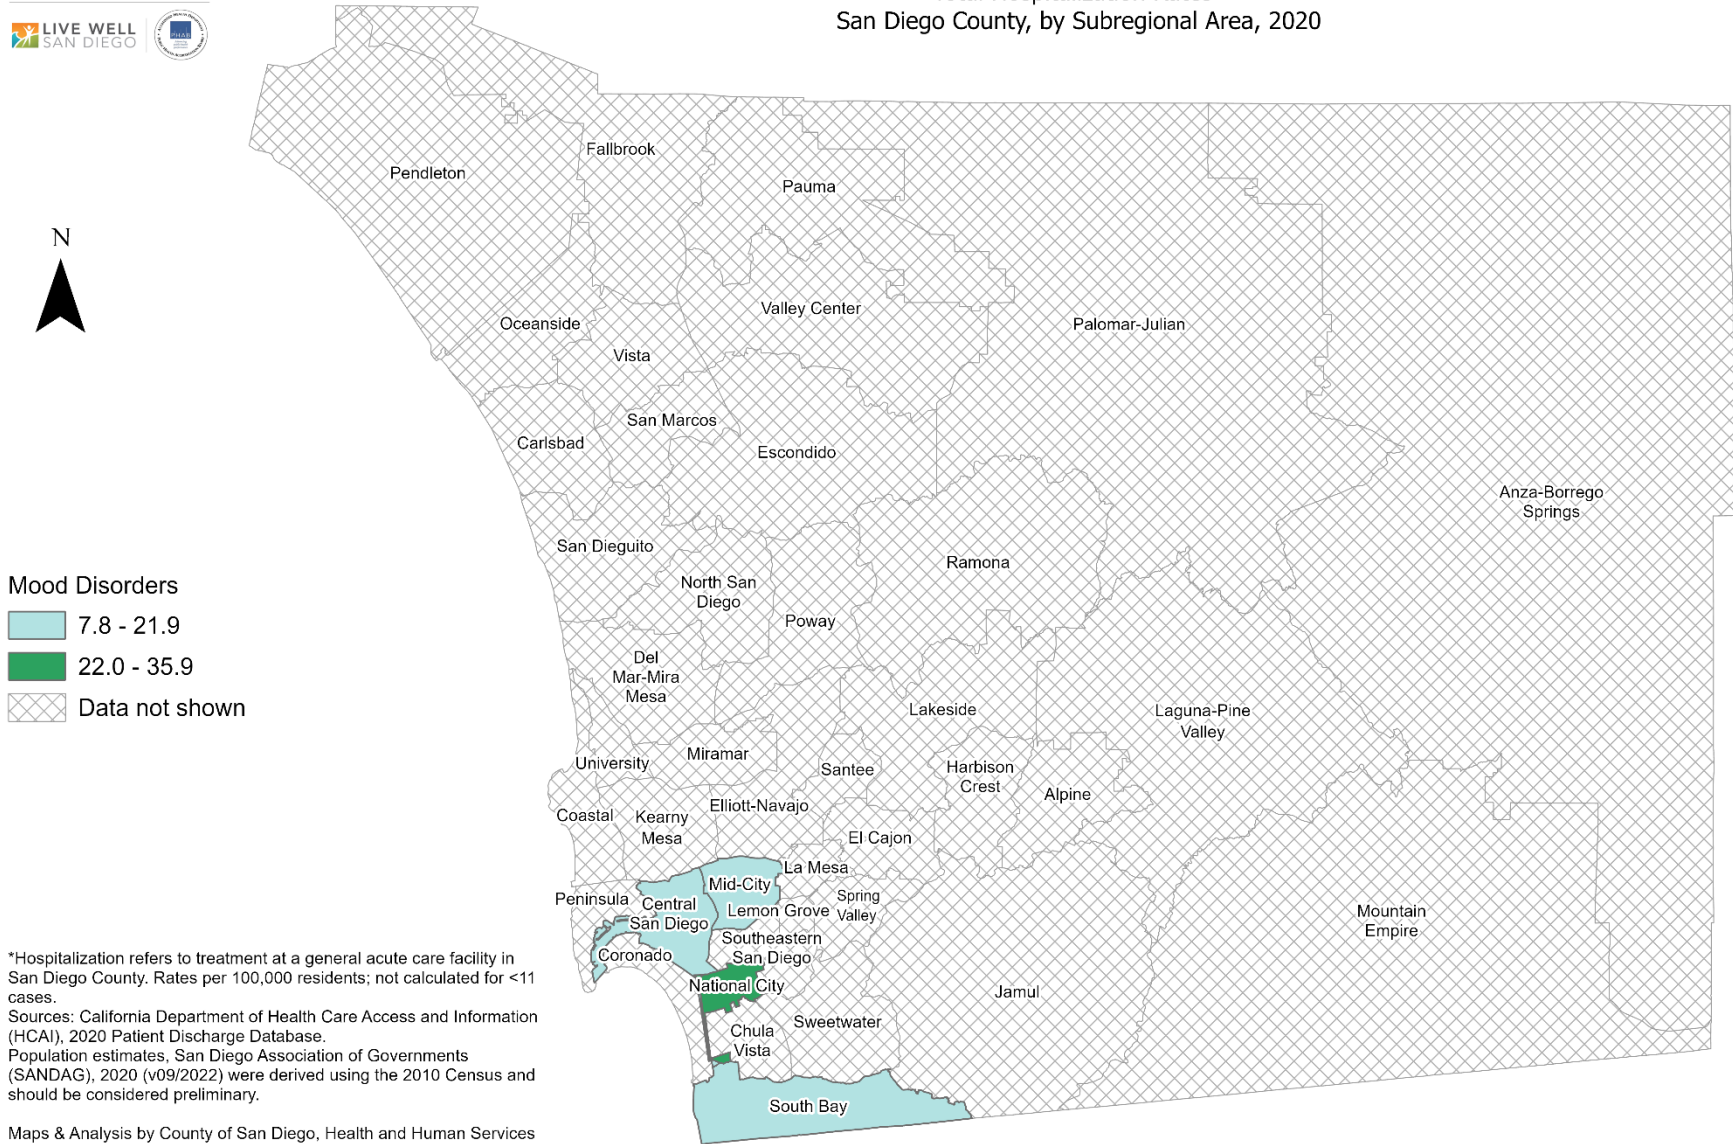 LIVE WELL
SAN DIEGO
PHAB
San Diego County, by Subregional Area, 2020
Fallbrook
Pendleton
Pauma
N
Valley Center
Oceanside
Palomar-Julian
Vista
San Marcos
Carlsbad
Escondido
Anza-Borrego
Springs
San Dieguito
Ramona
North San
Diego
Poway
Mood Disorders
7.8 - 21.9
22.0 - 35.9
Data not shown
Del
Mar-Mira
Mesa
Lakeside
Laguna-Pine
Valley
Miramar
University
Santee
Harbison
Crest
Alpine
Elliott-Navajo
Coastal
Kearny
Mesa
El Cajon
La Mesa
Mid-City
Peninsula
Central
San Diego
Lemon Grove
Spring
Valley
Mountain
Empire
Southeastern
San Diego
Coronado
National City
Jamul
Sweetwater
Chula
Vista
South Bay
*Hospitalization refers to treatment at a general acute care facility in
San Diego County. Rates per 100,000 residents; not calculated for <11
cases.
Sources: California Department of Health Care Access and Information
(HCAI), 2020 Patient Discharge Database.
Population estimates, San Diego Association of Governments
(SANDAG), 2020 (v09/2022) were derived using the 2010 Census and
should be considered preliminary.
Maps & Analysis by County of San Diego, Health and Human Services